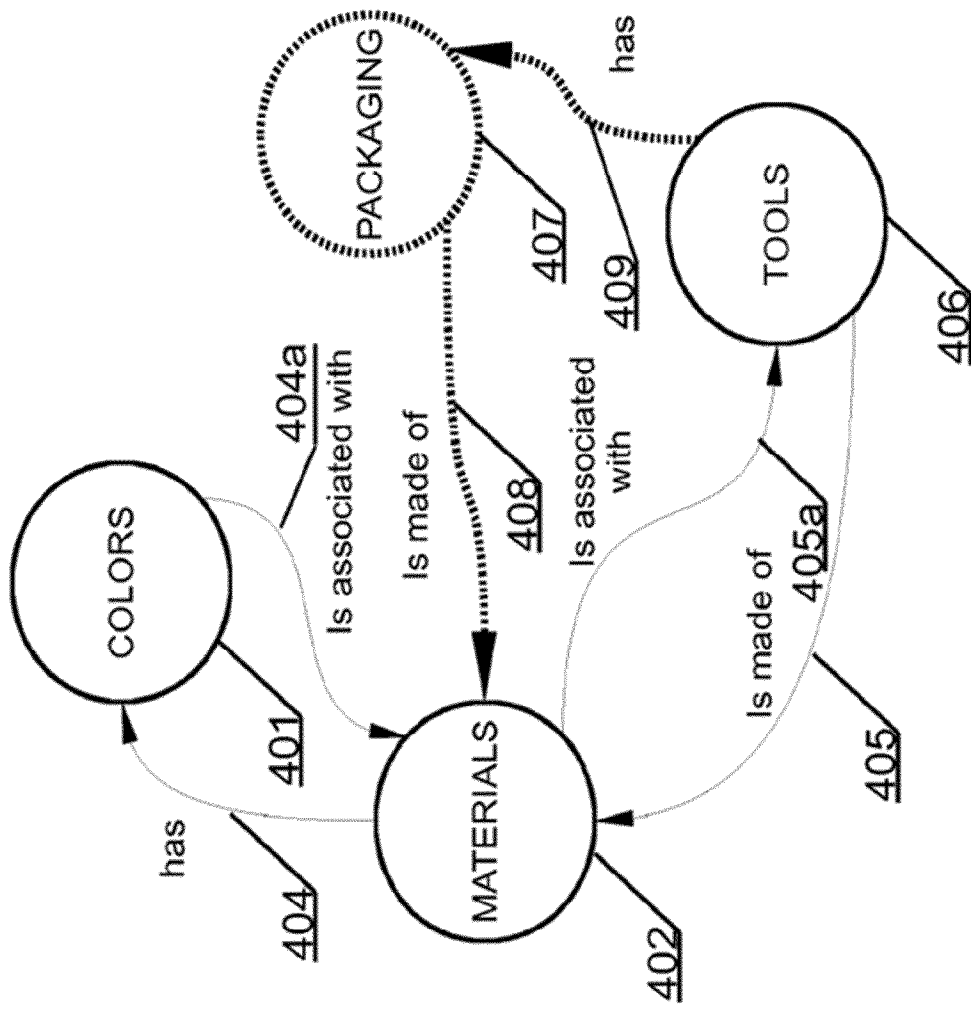 COLORS
has
401
404
404a
Is associated with
PACKAGING
Is made of
MATERIALS
408
407
Is associated
with
409
has
402
Is made of
TOOLS
405a
405
406